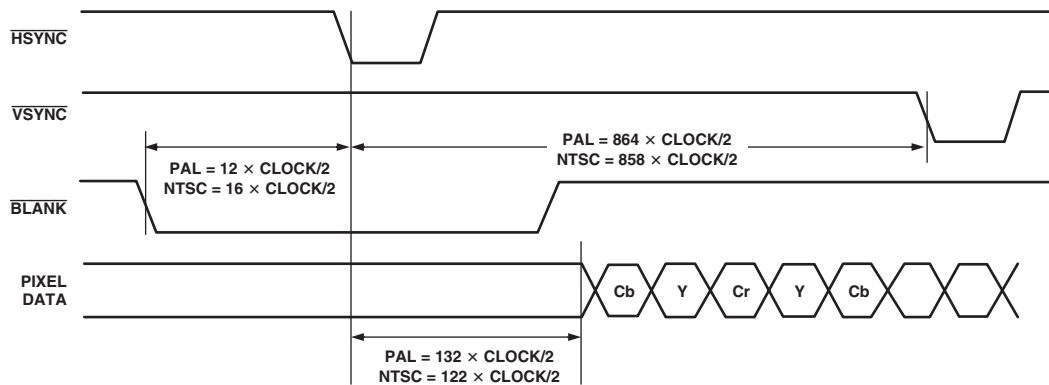 HSYNC
VSYNC
PAL = 12 × CLOCK/2
NTSC = 16 × CLOCK/2
PAL = 864 × CLOCK/2
NTSC = 858 × CLOCK/2
BLANK
PIXEL
DATA
Cb Y Cr Y Cb
PAL = 132 × CLOCK/2
NTSC = 122 × CLOCK/2